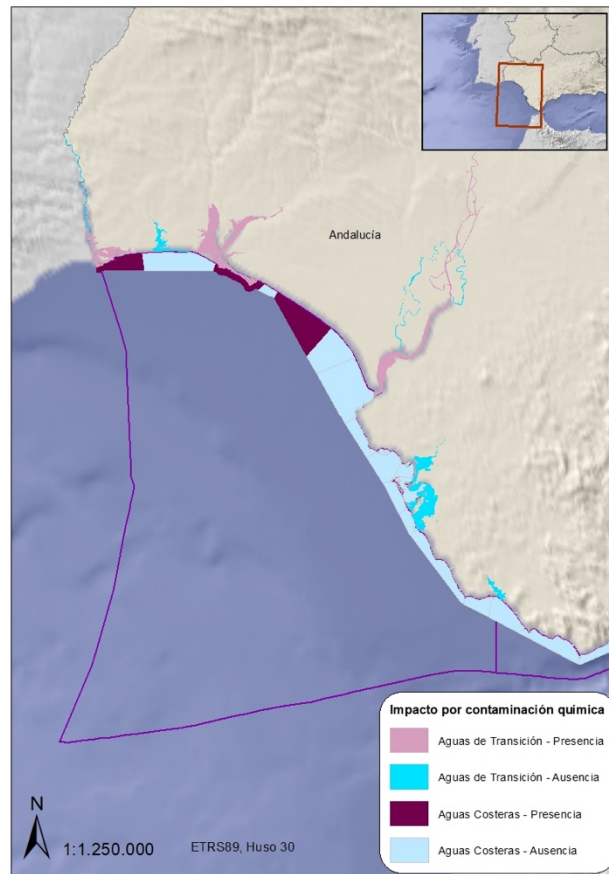 Andalucía
Impacto por contaminación química
Aguas de Transición - Presencia
Aguas de Transición - Ausencia
Aguas Costeras - Presencia
Aguas Costeras - Ausencia
N
1:1.250.000
ETRS89, Huso 30